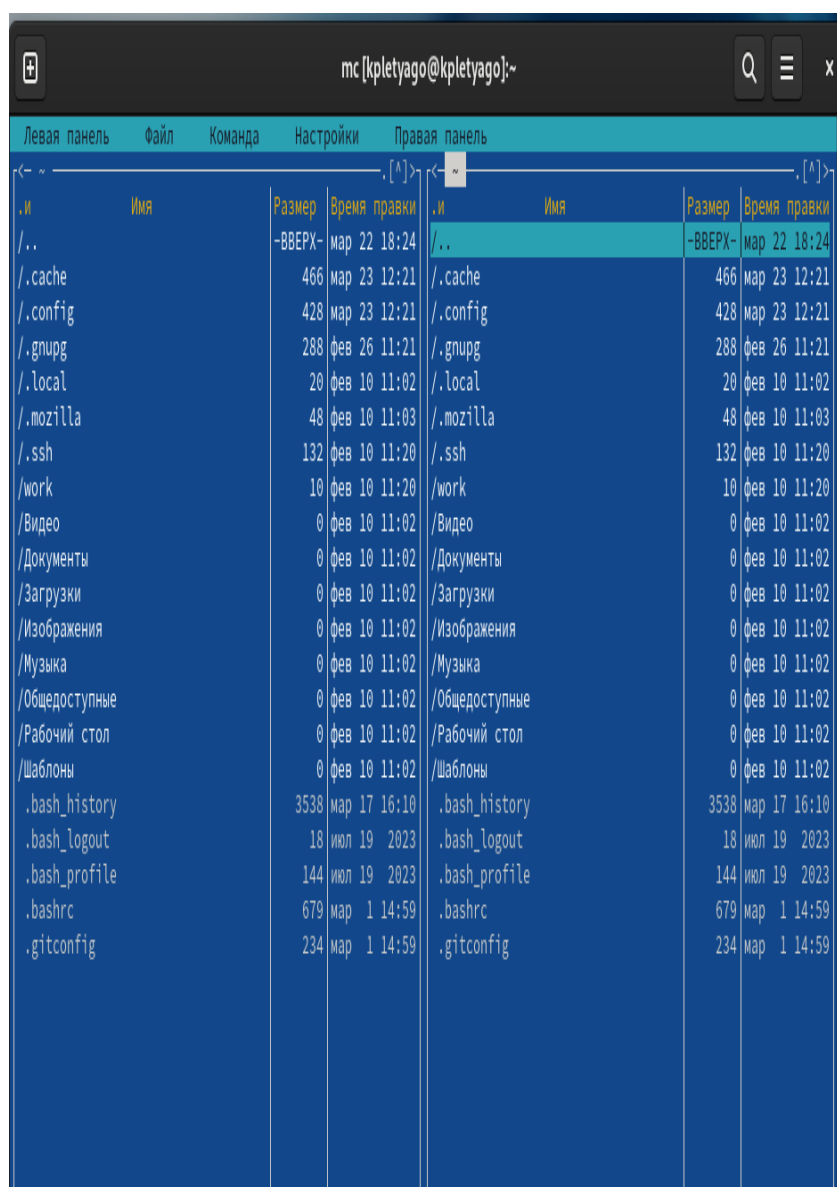 mc [kpletyago@kpletyago]:~
Левая панель Файл Команда Настройки Правая панель
<─ ~ .[^]> <─ ~ .[^]>
.и Имя Размер Время правки .и Имя Размер Время правки
/.. -ВВЕРХ- мар 22 18:24 /.. -ВВЕРХ- мар 22 18:24
/.cache 466 мар 23 12:21 /.cache 466 мар 23 12:21
/.config 428 мар 23 12:21 /.config 428 мар 23 12:21
/.gnupg 288 фев 26 11:21 /.gnupg 288 фев 26 11:21
/.local 20 фев 10 11:02 /.local 20 фев 10 11:02
/.mozilla 48 фев 10 11:03 /.mozilla 48 фев 10 11:03
/.ssh 132 фев 10 11:20 /.ssh 132 фев 10 11:20
/work 10 фев 10 11:20 /work 10 фев 10 11:20
/Видео 0 фев 10 11:02 /Видео 0 фев 10 11:02
/Документы 0 фев 10 11:02 /Документы 0 фев 10 11:02
/Загрузки 0 фев 10 11:02 /Загрузки 0 фев 10 11:02
/Изображения 0 фев 10 11:02 /Изображения 0 фев 10 11:02
/Музыка 0 фев 10 11:02 /Музыка 0 фев 10 11:02
/Общедоступные 0 фев 10 11:02 /Общедоступные 0 фев 10 11:02
/Рабочий стол 0 фев 10 11:02 /Рабочий стол 0 фев 10 11:02
/Шаблоны 0 фев 10 11:02 /Шаблоны 0 фев 10 11:02
.bash_history 3538 мар 17 16:10 .bash_history 3538 мар 17 16:10
.bash_logout 18 июл 19 2023 .bash_logout 18 июл 19 2023
.bash_profile 144 июл 19 2023 .bash_profile 144 июл 19 2023
.bashrc 679 мар 1 14:59 .bashrc 679 мар 1 14:59
.gitconfig 234 мар 1 14:59 .gitconfig 234 мар 1 14:59